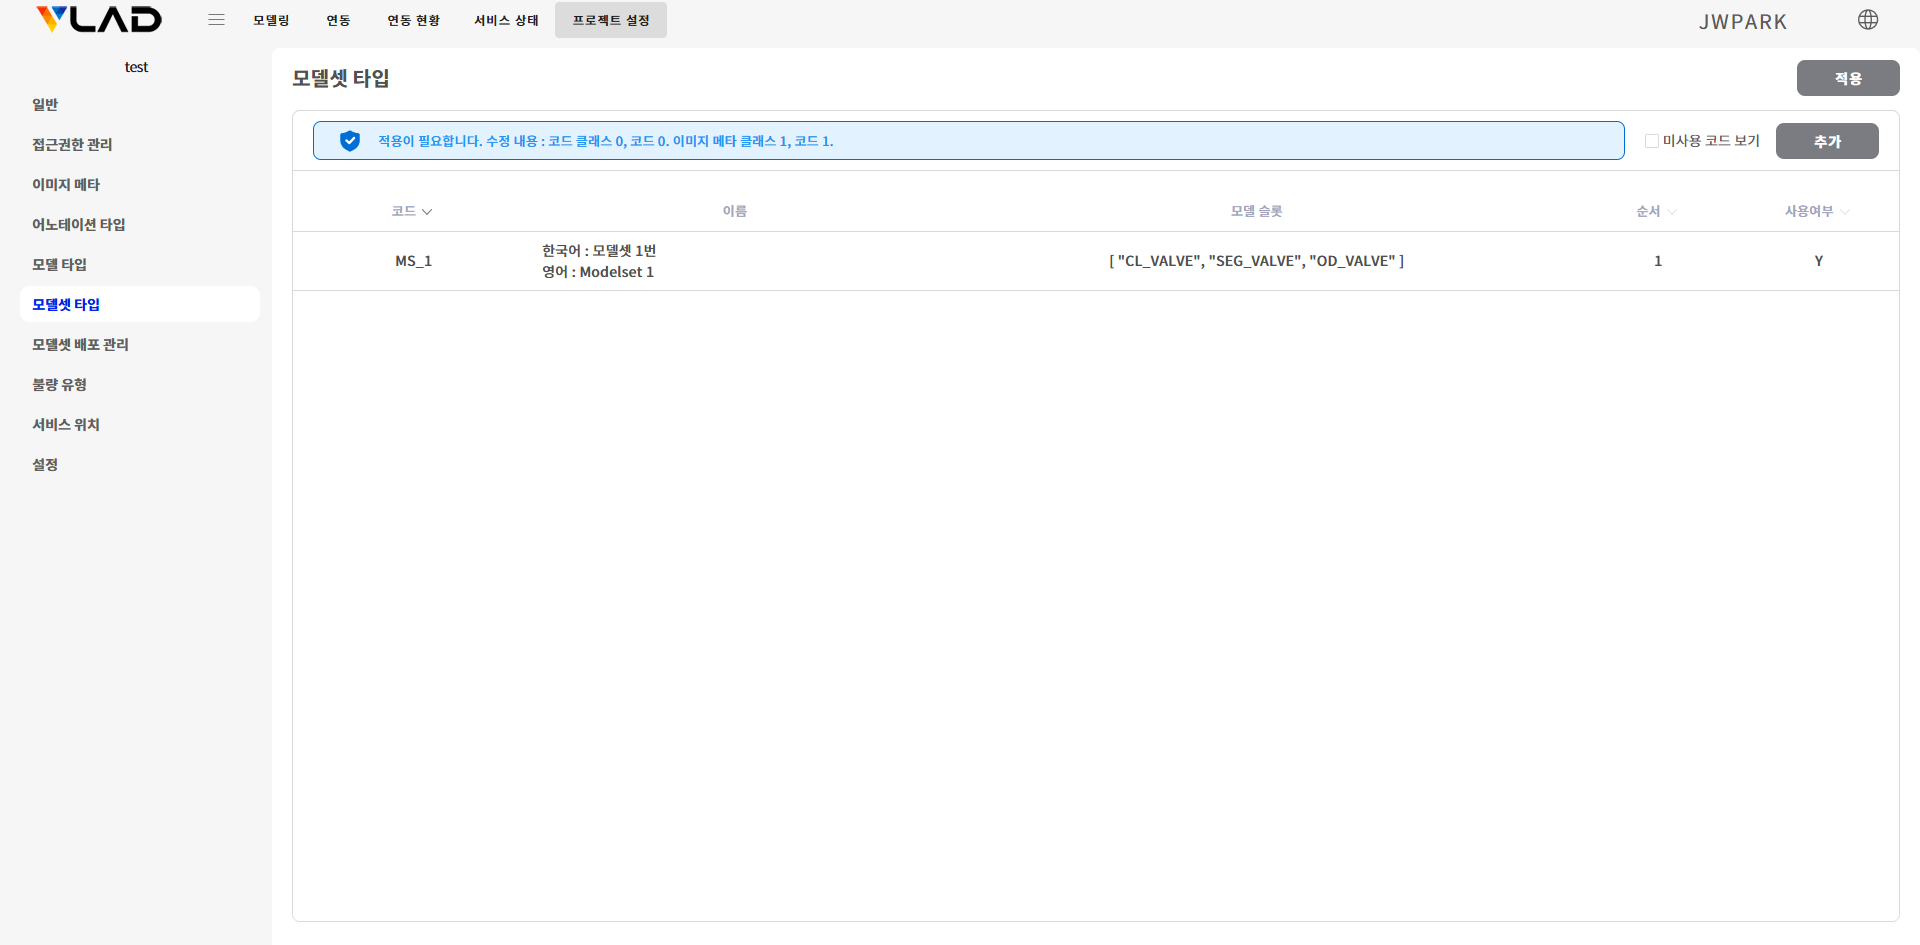 VLAD
모델링
연동
연동 현황
서비스 상태
프로젝트 설정
JWPARK
test
일반
접근권한 관리
이미지 메타
어노테이션 타입
모델 타입
모델셋 타입
모델셋 배포 관리
불량 유형
서비스 위치
설정
모델셋 타입
적용
적용이 필요합니다. 수정 내용 : 코드 클래스 0, 코드 0. 이미지 메타 클래스 1, 코드 1.
미사용 코드 보기
추가
코드 이름 모델 슬롯 순서 사용여부
MS_1
한국어 : 모델셋 1번
영어 : Modelset 1
[ "CL_VALVE", "SEG_VALVE", "OD_VALVE" ]
1
Y